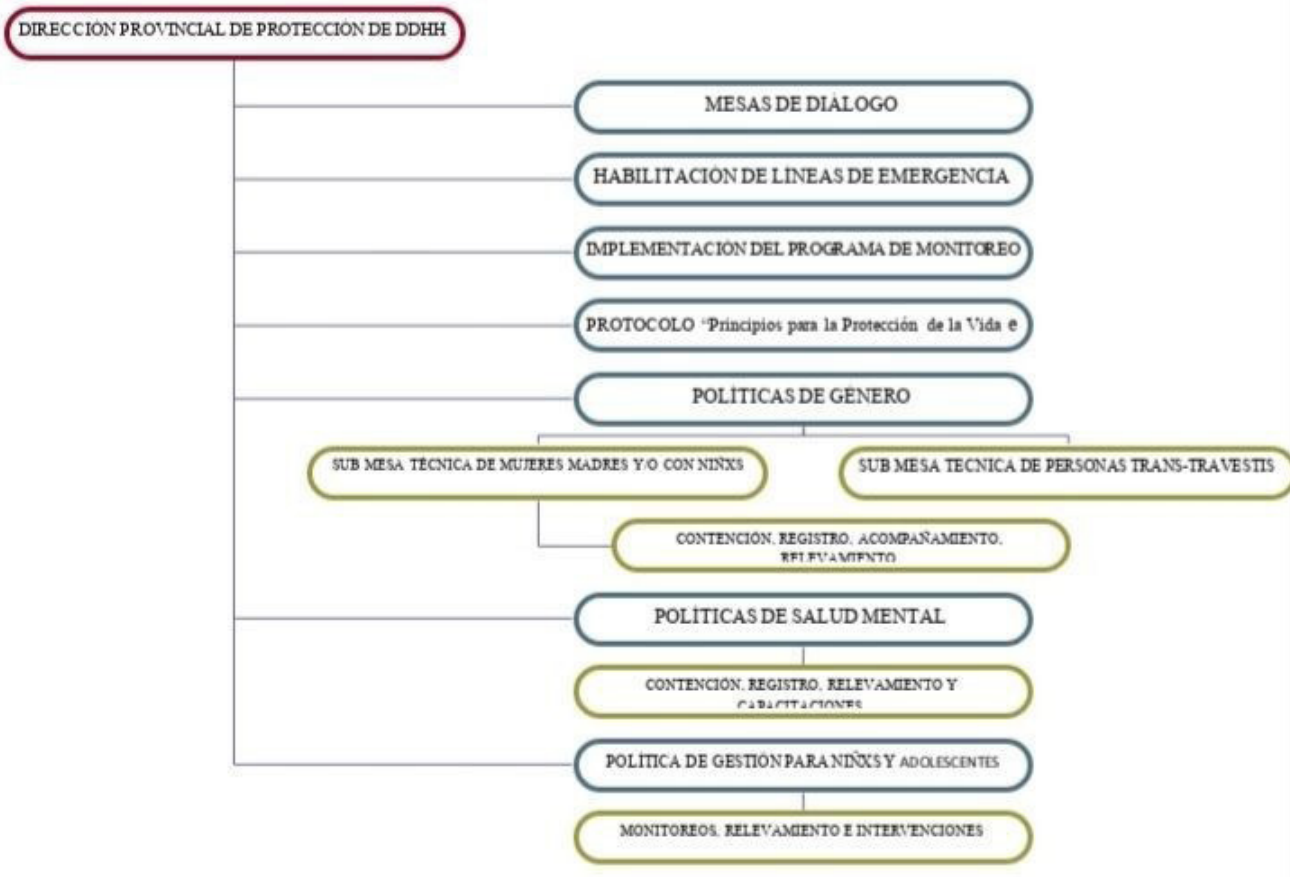 DIRECCIÓN PROVINCIAL DE PROTECCIÓN DE DDHH
MESAS DE DIÁLOGO
HABILITACIÓN DE LÍNEAS DE EMERGENCIA
IMPLEMENTACIÓN DEL PROGRAMA DE MONITOREO
PROTOCOLO “Principios para la Protección de la Vida e
POLÍTICAS DE GÉNERO
SUB MESA TÉCNICA DE MUJERES MADRES Y/O CON NIÑXS
SUB MESA TECNICA DE PERSONAS TRANS-TRAVESTIS
CONTENCIÓN, REGISTRO, ACOMPAÑAMIENTO,
RELEVAMIENTO
POLÍTICAS DE SALUD MENTAL
CONTENCIÓN, REGISTRO, RELEVAMIENTO Y
CAPACITACIONES
POLÍTICA DE GESTIÓN PARA NIÑXS Y ADOLESCENTES
MONITOREOS, RELEVAMIENTO E INTERVENCIONES